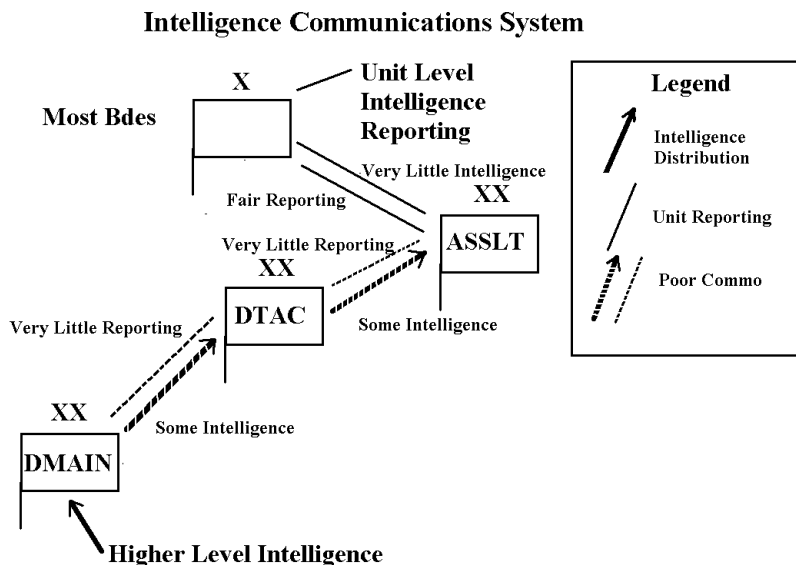 Intelligence Communications System
X
Unit Level
Intelligence
Reporting
Most Bdes
Very Little Intelligence
Fair Reporting
XX
ASSLT
Very Little Reporting
XX
DTAC
Some Intelligence
Very Little Reporting
XX
DMAIN
Some Intelligence
Higher Level Intelligence
Legend
Intelligence
Distribution
Unit Reporting
Poor Commo